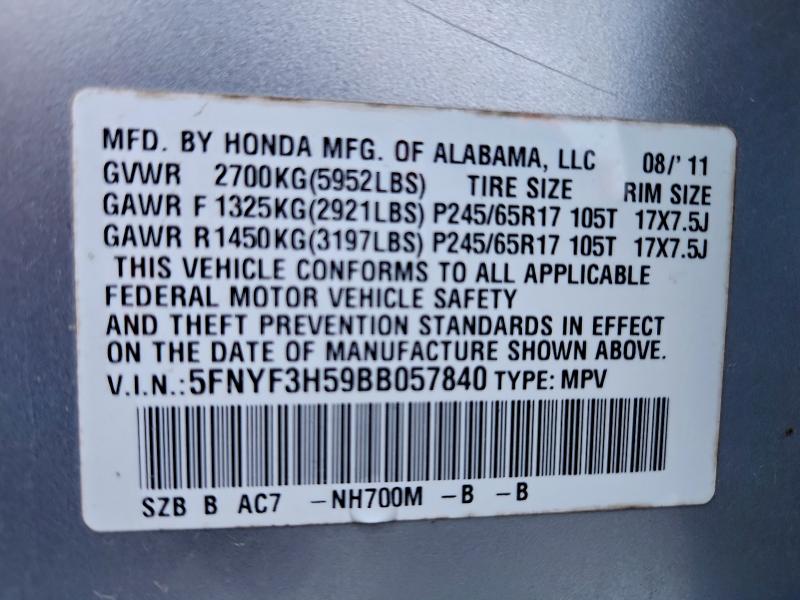 MFD. BY HONDA MFG. OF ALABAMA, LLC 08/'11
GVWR 2700KG(5952LBS) TIRE SIZE RIM SIZE
GAWR F 1325KG(2921LBS) P245/65R17 105T 17X7.5J
GAWR R1450KG(3197LBS) P245/65R17 105T 17X7.5J
THIS VEHICLE CONFORMS TO ALL APPLICABLE
FEDERAL MOTOR VEHICLE SAFETY
AND THEFT PREVENTION STANDARDS IN EFFECT
ON THE DATE OF MANUFACTURE SHOWN ABOVE.
V.I.N.:5FNYF3H59BB057840 TYPE: MPV
SZB B AC7 -NH700M -B -B